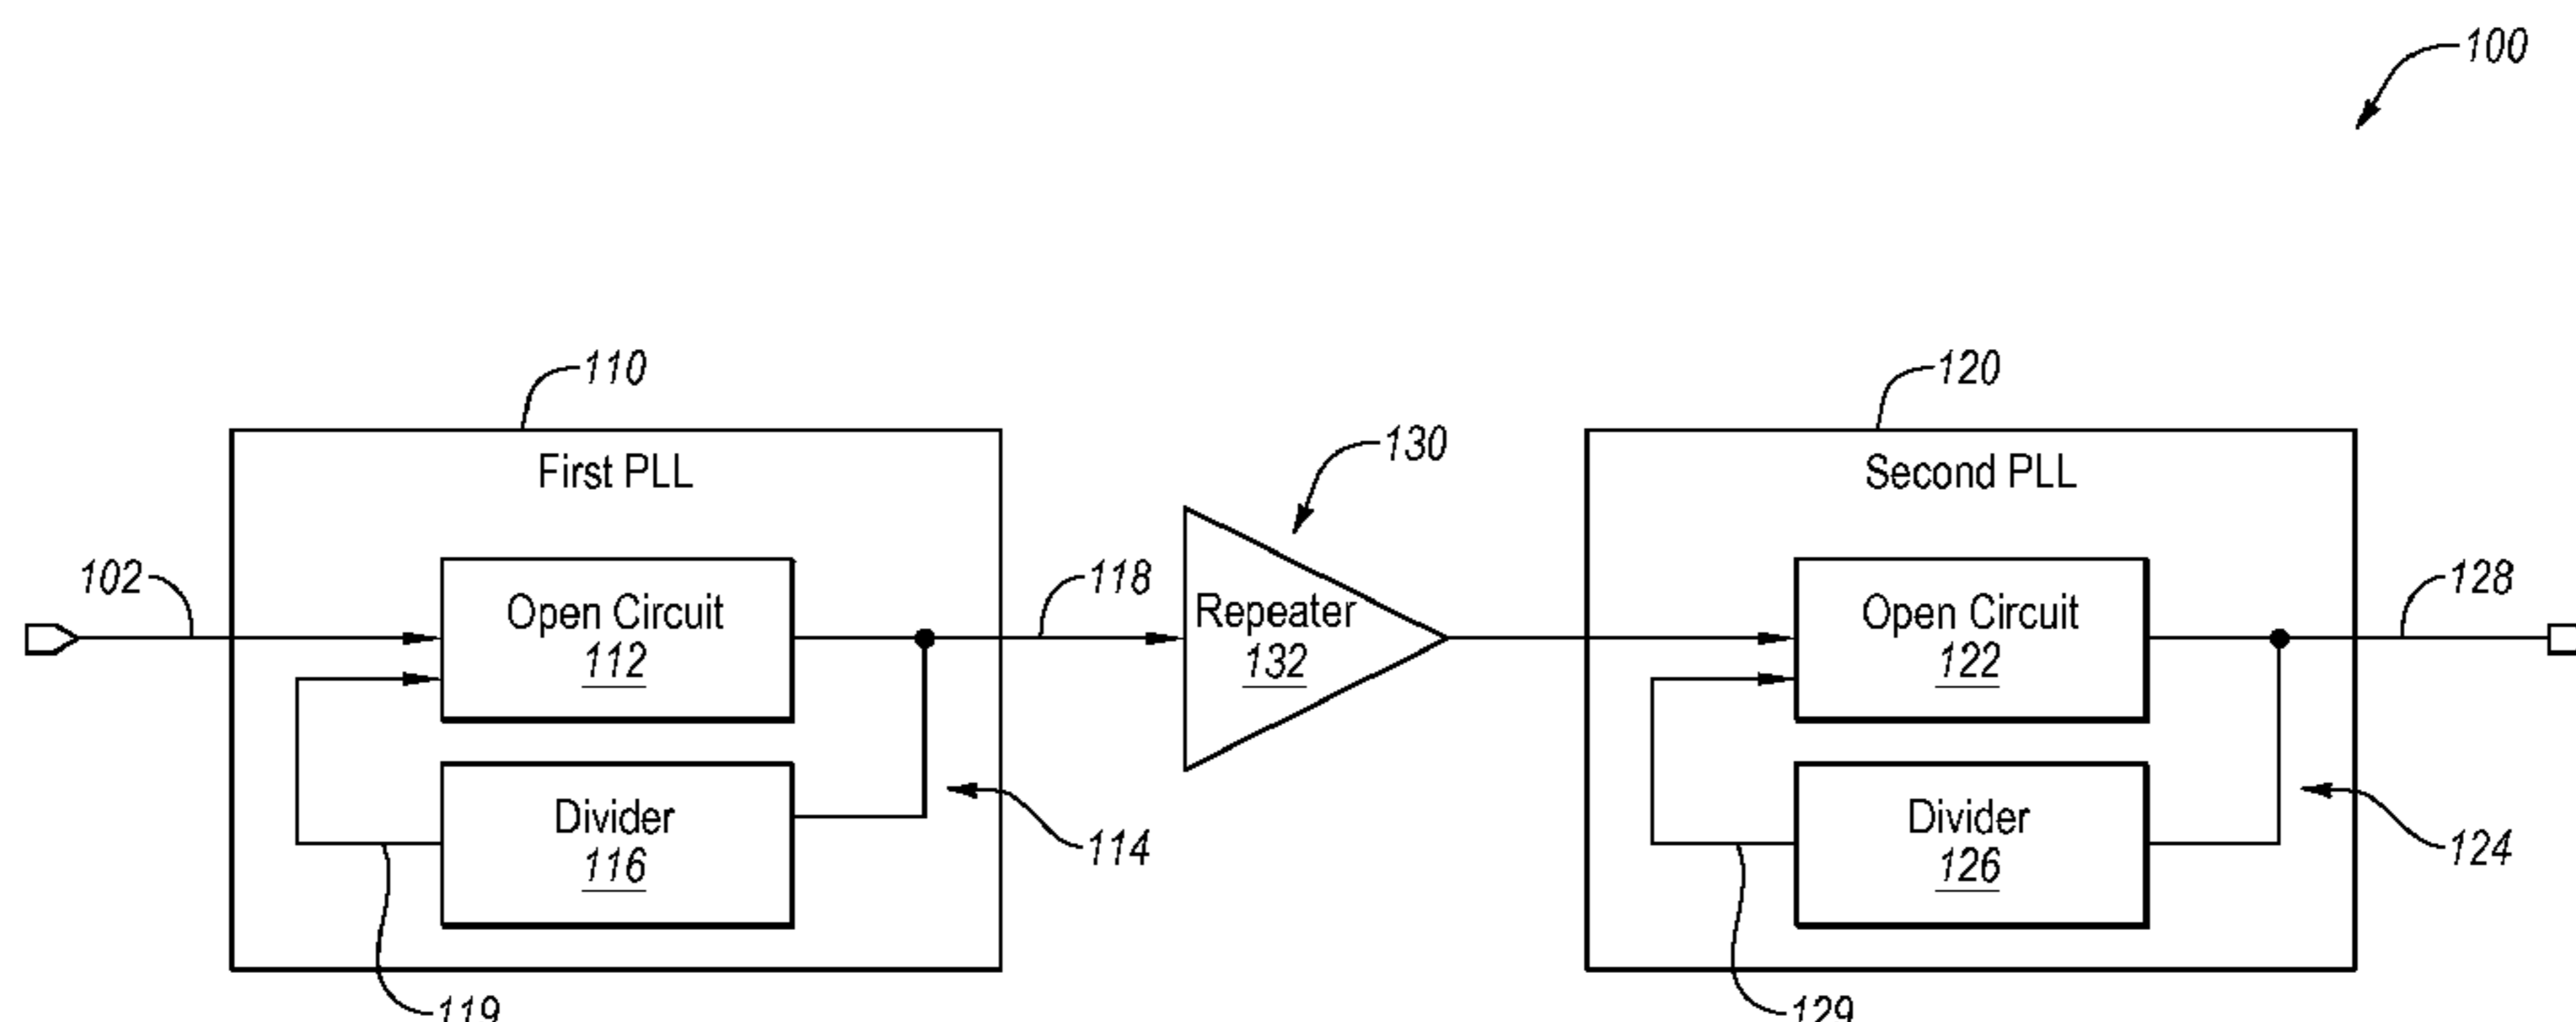 100
110
First PLL
102
Open Circuit
112
118
Divider
116
114
119
130
Repeater
132
120
Second PLL
Open Circuit
122
128
Divider
126
124
129